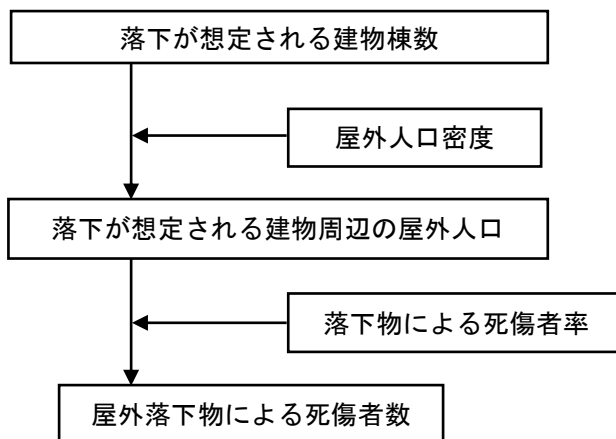 落下が想定される建物棟数
屋外人口密度
落下が想定される建物周辺の屋外人口
落下物による死傷者率
屋外落下物による死傷者数